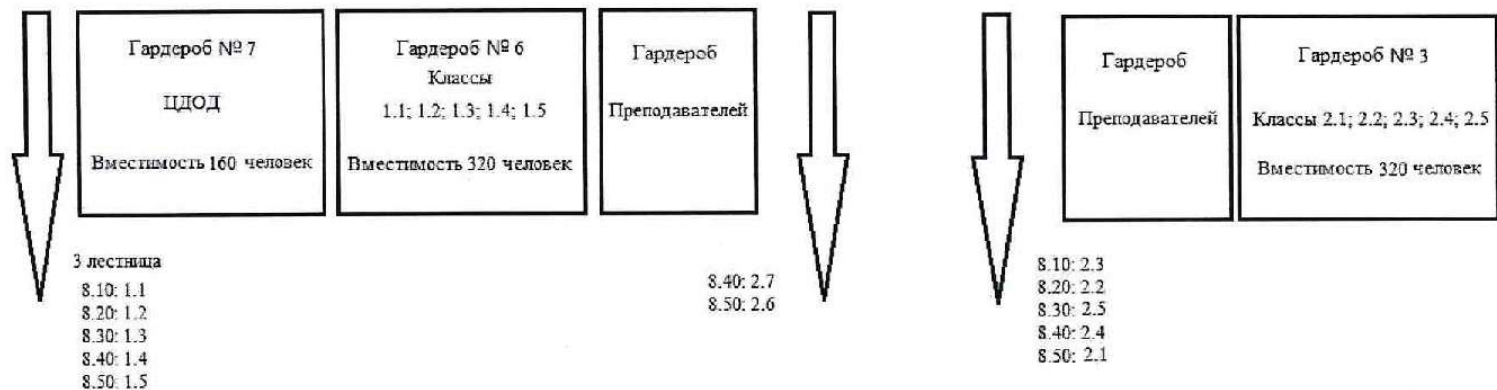 Гардероб № 7
ЦДОД
Вместимость 160 человек
Гардероб № 6
Классы
1.1; 1.2; 1.3; 1.4; 1.5
Вместимость 320 человек
Гардероб
Преподавателей
Гардероб
Преподавателей
Гардероб № 3
Классы 2.1; 2.2; 2.3; 2.4; 2.5
Вместимость 320 человек
3 лестница
8.10: 1.1
8.20: 1.2
8.30: 1.3
8.40: 1.4
8.50: 1.5
8.40: 2.7
8.50: 2.6
8.10: 2.3
8.20: 2.2
8.30: 2.5
8.40: 2.4
8.50: 2.1